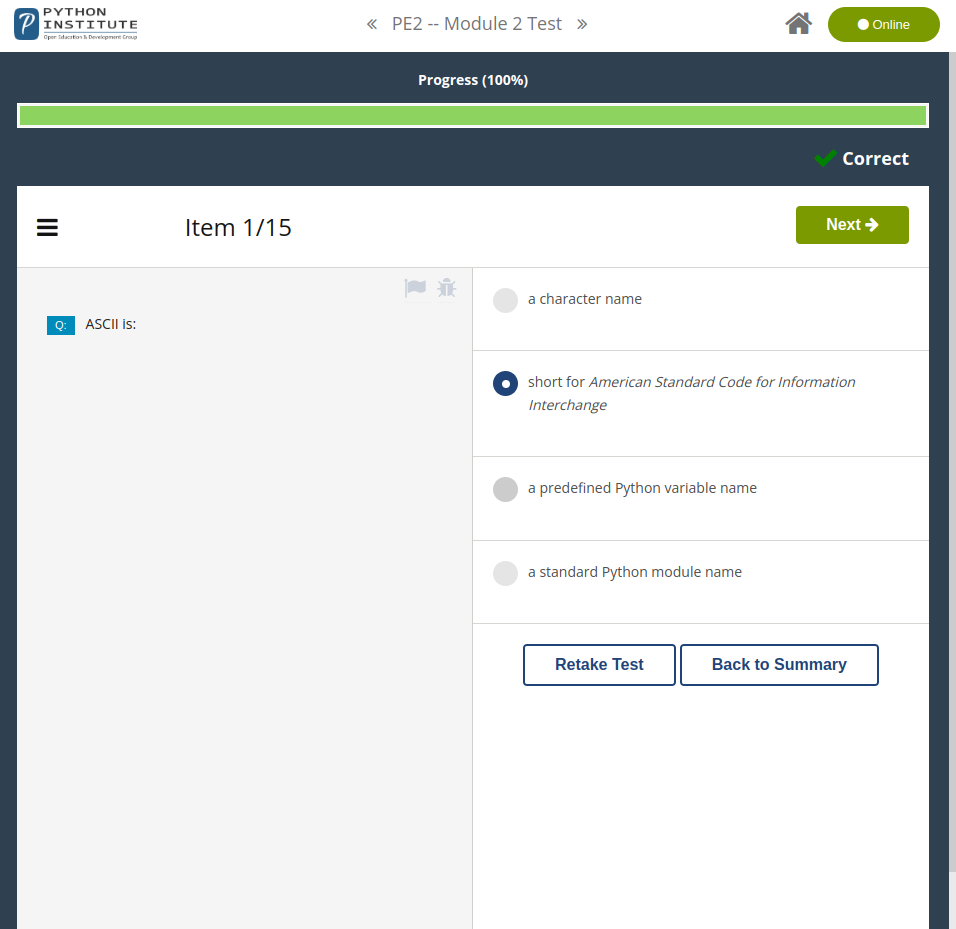 PYTHON
INSTITUTE
Open Education & Development Group
« PE2 -- Module 2 Test »
Online
Progress (100%)
Correct
Item 1/15
Next
Q: ASCII is:
a character name
short for American Standard Code for Information
Interchange
a predefined Python variable name
a standard Python module name
Retake Test
Back to Summary